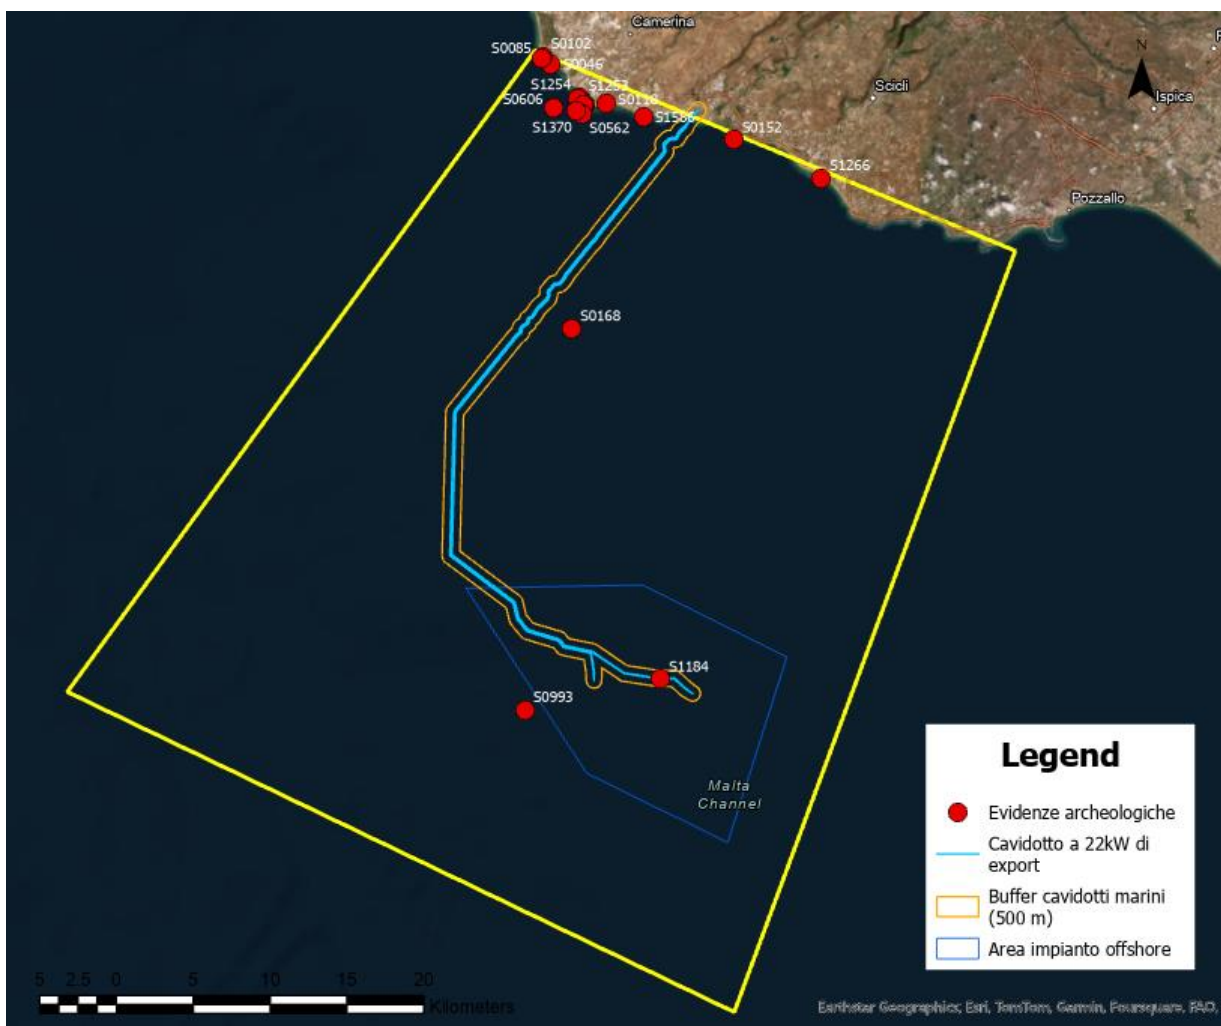 Camerina
N
S0085
S0102
S0046
Scicli
Ispica
S1254
S1253
S0606
S0118
S1370
S0562
S1586
S0152
S1266
Pozzallo
S0168
S1184
S0993
Malta
Channel
Legend
Evidenze archeologiche
Cavidotto a 22kW di
export
Buffer cavidotti marini
(500 m)
Area impianto offshore
5 2.5 0 5 10 15 20
Kilometers
Earthstar Geographics, Esri, TomTom, Garmin, Foursquare, FAO,